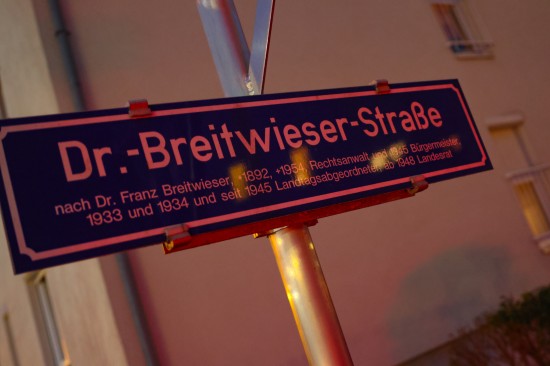 Dr.-Breitwieser-Straße
nach Dr. Franz Breitwieser, *1892, +1954, Rechtsanwalt und 1945 Bürgermeister,
1933 und 1934 und seit 1945 Landtagsabgeordneter, ab 1948 Landesrat